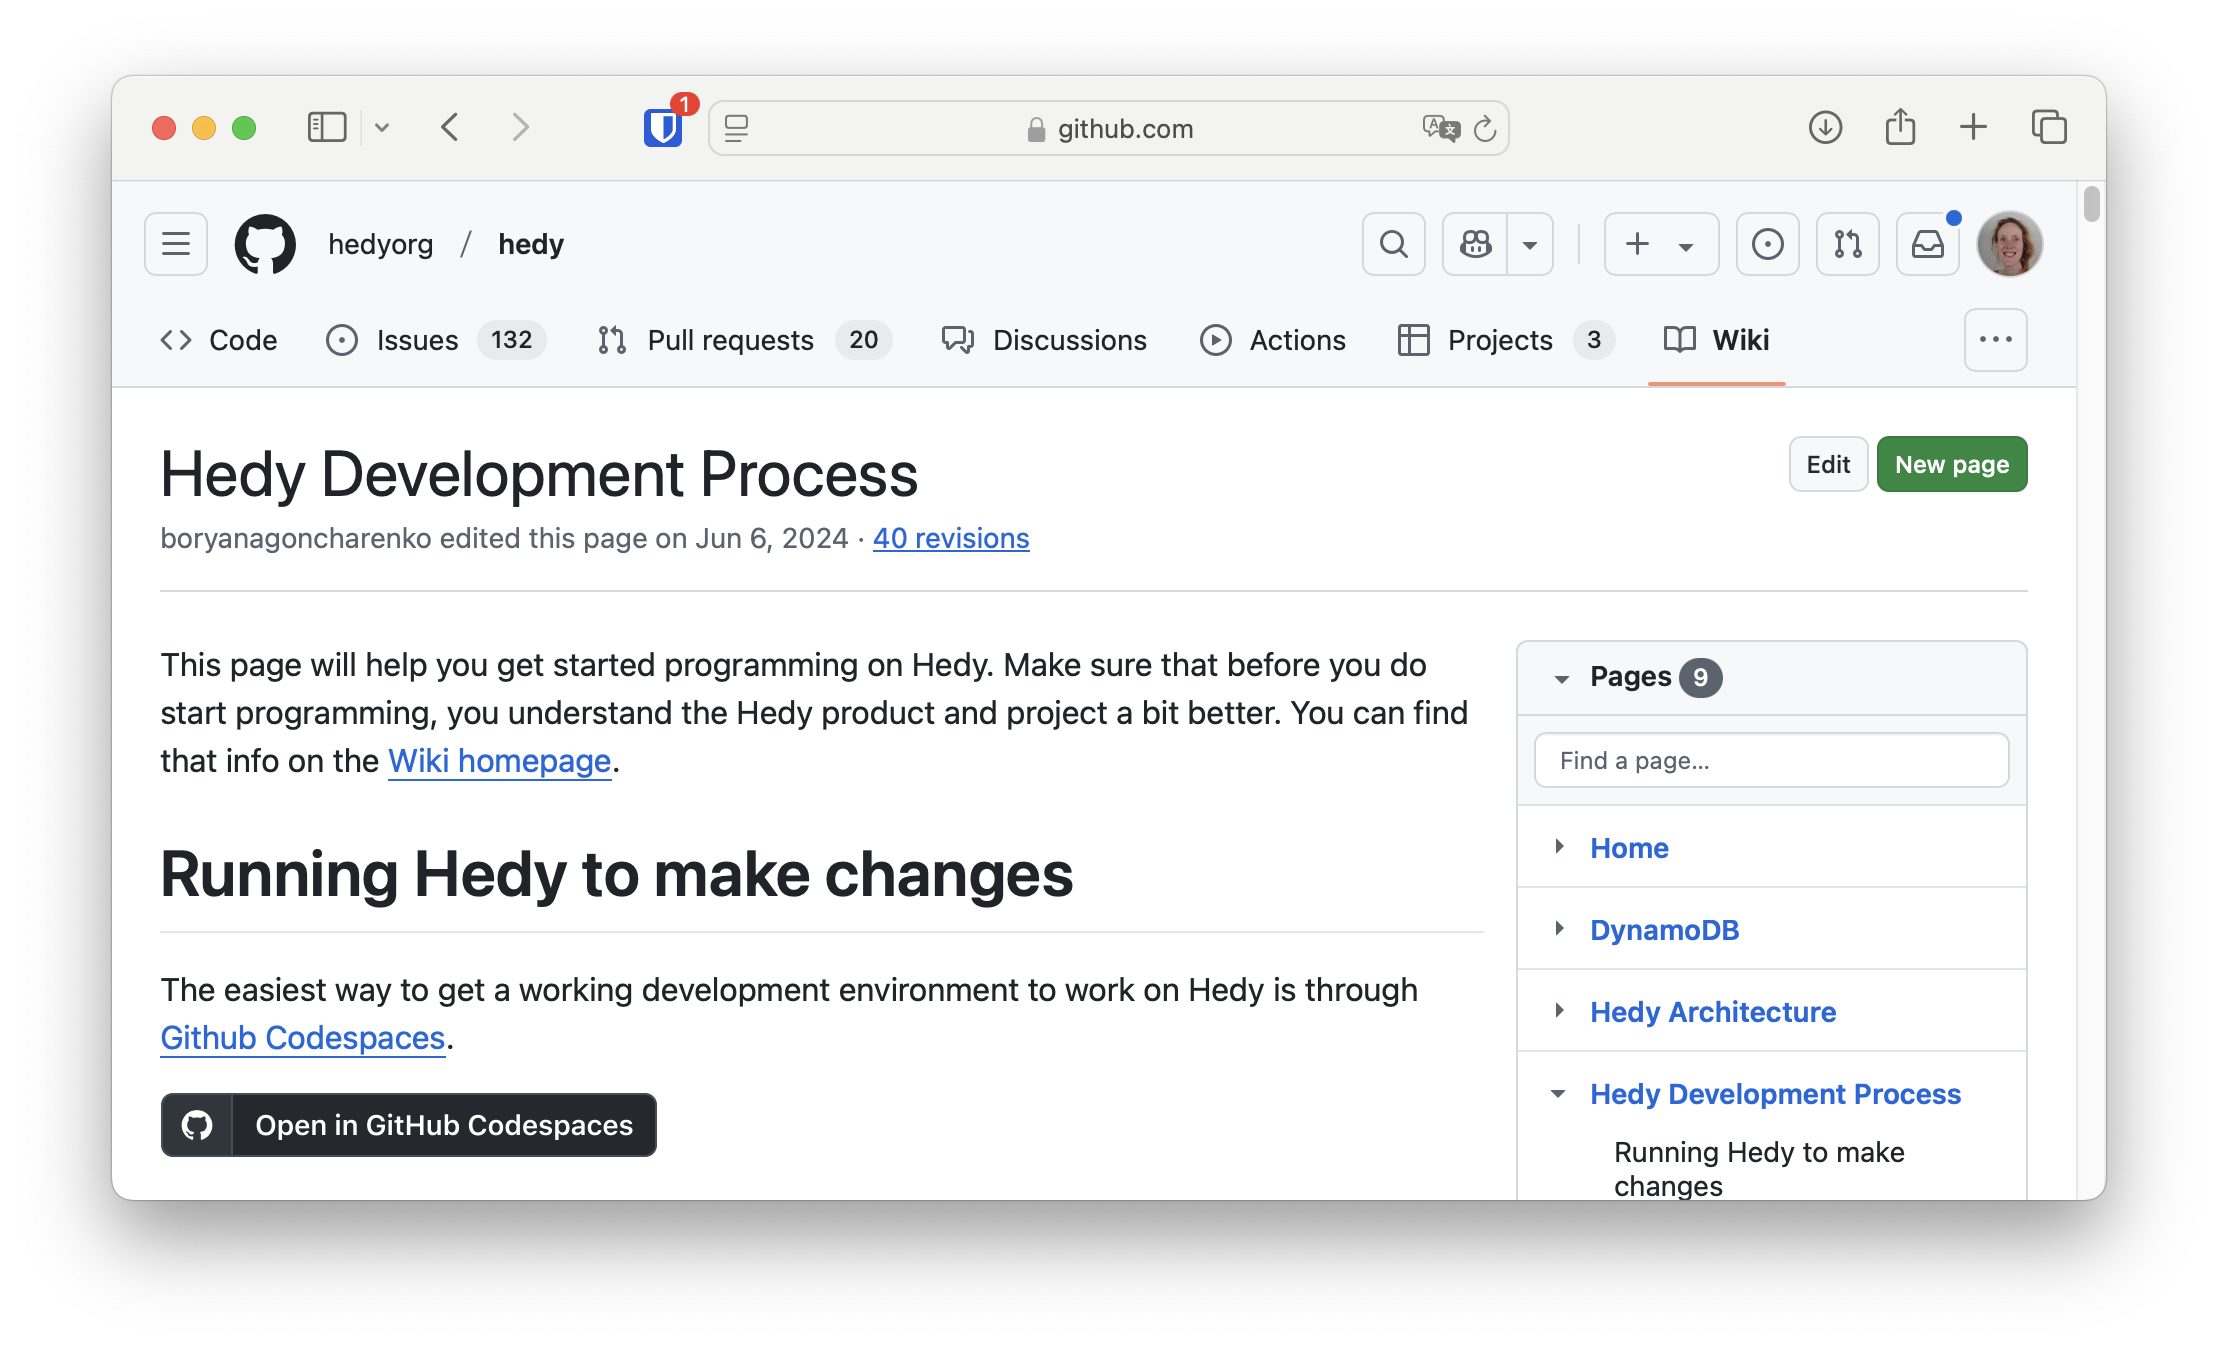 1
github.com
hedyorg / hedy
Code Issues 132 Pull requests 20 Discussions Actions Projects 3 Wiki
Hedy Development Process
Edit New page
boryanagoncharenko edited this page on Jun 6, 2024 · 40 revisions
This page will help you get started programming on Hedy. Make sure that before you do
start programming, you understand the Hedy product and project a bit better. You can find
that info on the Wiki homepage.
Running Hedy to make changes
The easiest way to get a working development environment to work on Hedy is through
Github Codespaces.
Open in GitHub Codespaces
Pages 9
Find a page...
Home
DynamoDB
Hedy Architecture
Hedy Development Process
Running Hedy to make
changes